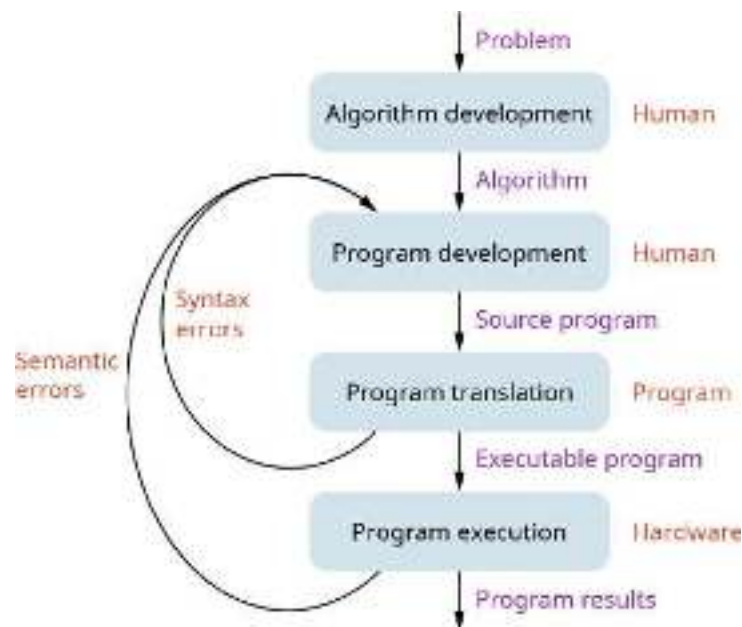 Problem
Algorithm development
Human
Algorithm
Program development
Human
Syntax
errors
Source program
Semantic
errors
Program translation
Program
Executable program
Program execution
Hardware
Program results